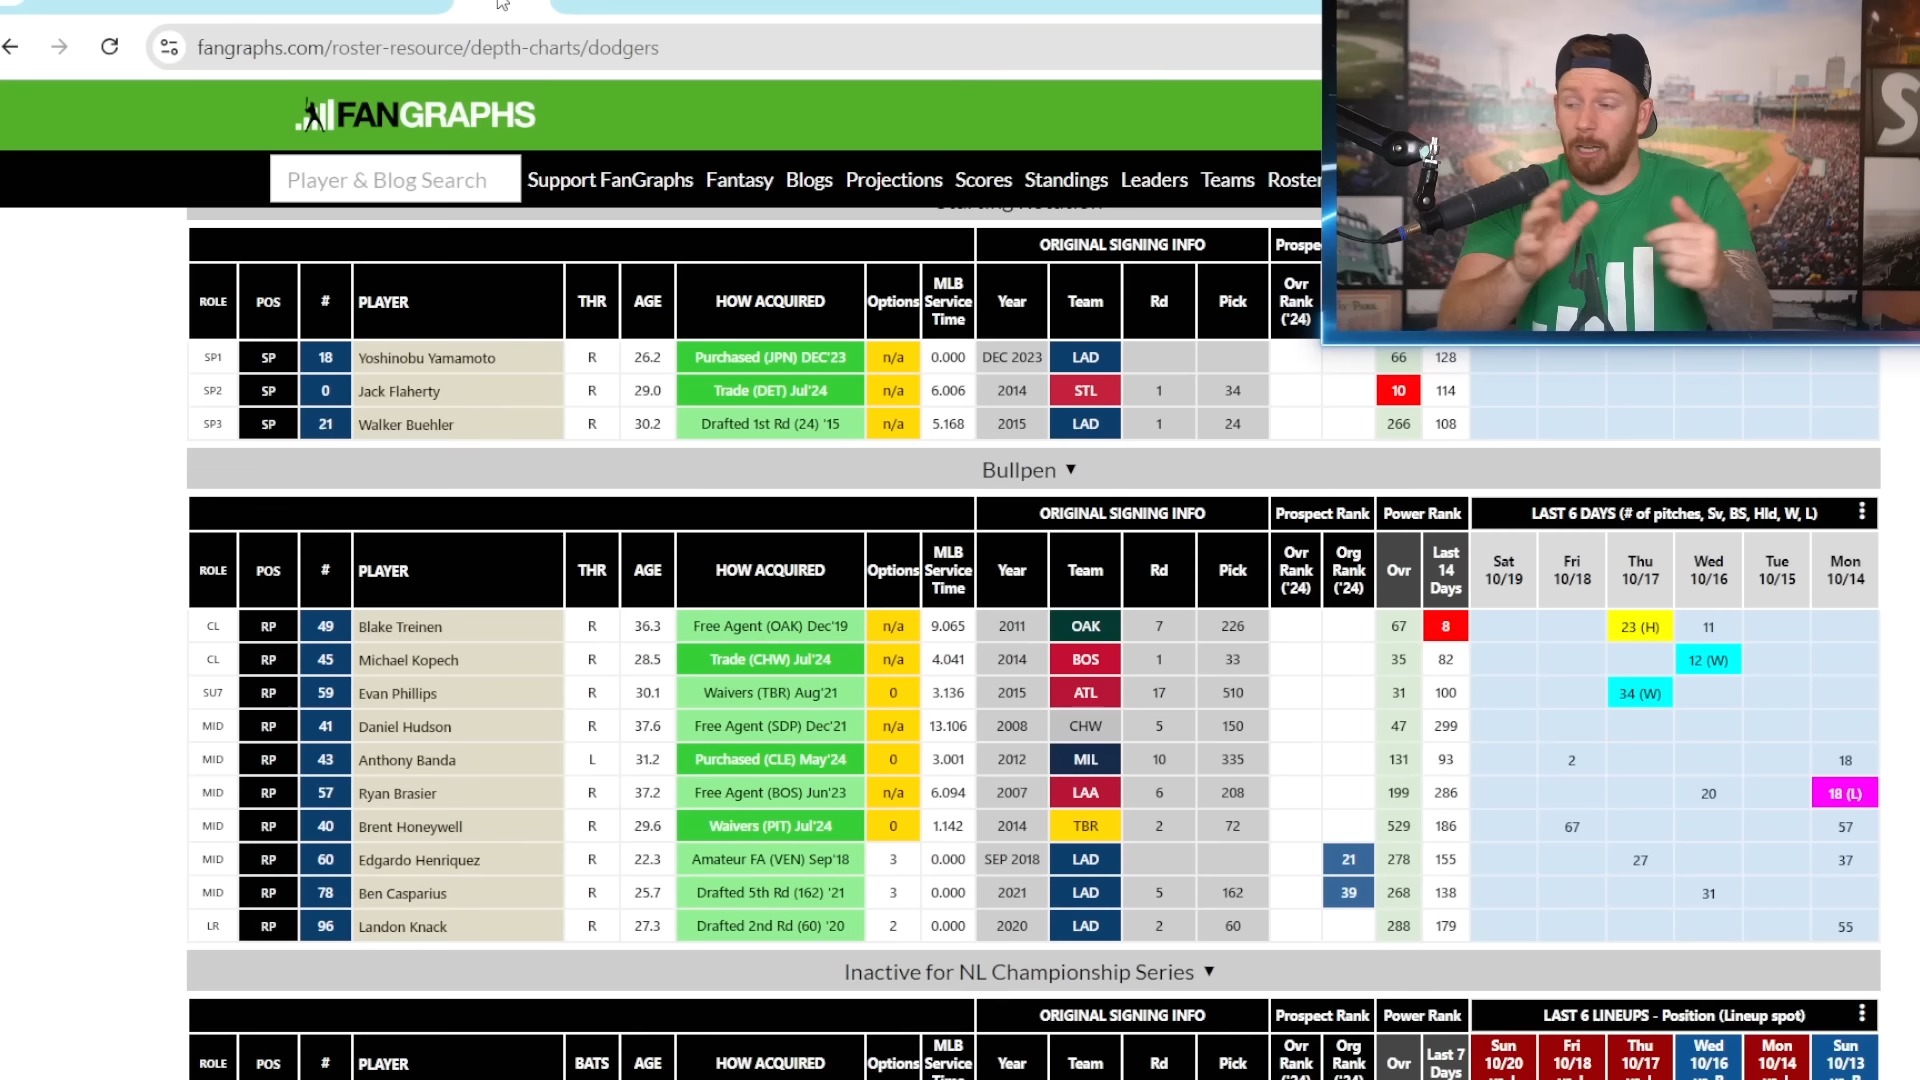 fangraphs.com/roster-resource/depth-charts/dodgers
FANGRAPHS
Player & Blog Search Support FanGraphs Fantasy Blogs Projections Scores Standings Leaders Teams Roster
ORIGINAL SIGNING INFO Prospe
ROLE POS # PLAYER THR AGE HOW ACQUIRED Options MLB Service Time Year Team Rd Pick Ovr Rank ('24)
SP1 SP 18 Yoshinobu Yamamoto R 26.2 Purchased (JPN) DEC'23 n/a 0.000 DEC 2023 LAD 66 128
SP2 SP 0 Jack Flaherty R 29.0 Trade (DET) Jul'24 n/a 6.006 2014 STL 1 34 10 114
SP3 SP 21 Walker Buehler R 30.2 Drafted 1st Rd (24) '15 n/a 5.168 2015 LAD 1 24 266 108
Bullpen ▼
ORIGINAL SIGNING INFO Prospect Rank Power Rank LAST 6 DAYS (# of pitches, Sv, BS, Hld, W, L)
ROLE POS # PLAYER THR AGE HOW ACQUIRED Options MLB Service Time Year Team Rd Pick Ovr Rank ('24) Org Rank ('24) Ovr Last 14 Days Sat 10/19 Fri 10/18 Thu 10/17 Wed 10/16 Tue 10/15 Mon 10/14
CL RP 49 Blake Treinen R 36.3 Free Agent (OAK) Dec'19 n/a 9.065 2011 OAK 7 226 67 8 23 (H) 11
CL RP 45 Michael Kopech R 28.5 Trade (CHW) Jul'24 n/a 4.041 2014 BOS 1 33 35 82 12 (W)
SU7 RP 59 Evan Phillips R 30.1 Waivers (TBR) Aug'21 0 3.136 2015 ATL 17 510 31 100 34 (W)
MID RP 41 Daniel Hudson R 37.6 Free Agent (SDP) Dec'21 n/a 13.106 2008 CHW 5 150 47 299
MID RP 43 Anthony Banda L 31.2 Purchased (CLE) May'24 0 3.001 2012 MIL 10 335 131 93 2 18
MID RP 57 Ryan Brasier R 37.2 Free Agent (BOS) Jun'23 n/a 6.094 2007 LAA 6 208 199 286 20 18 (L)
MID RP 40 Brent Honeywell R 29.6 Waivers (PIT) Jul'24 0 1.142 2014 TBR 2 72 529 186 67 57
MID RP 60 Edgardo Henriquez R 22.3 Amateur FA (VEN) Sep'18 3 0.000 SEP 2018 LAD 21 278 155 27 37
MID RP 78 Ben Casparius R 25.7 Drafted 5th Rd (162) '21 3 0.000 2021 LAD 5 162 39 268 138 31
LR RP 96 Landon Knack R 27.3 Drafted 2nd Rd (60) '20 2 0.000 2020 LAD 2 60 288 179 55
Inactive for NL Championship Series ▼
ORIGINAL SIGNING INFO Prospect Rank Power Rank LAST 6 LINEUPS - Position (Lineup spot)
ROLE POS # PLAYER BATS AGE HOW ACQUIRED Options MLB Service Year Team Rd Pick Ovr Rank Org Rank Ovr Last 7 Days Sun 10/20 Fri 10/18 Thu 10/17 Wed 10/16 Mon 10/14 Sun 10/13